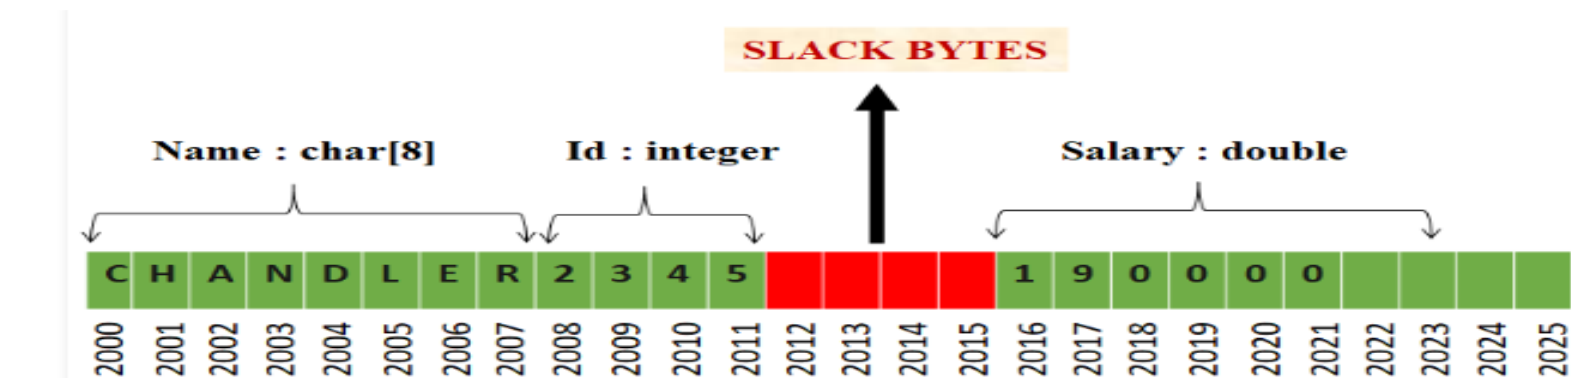 SLACK BYTES
Name : char[8] Id : integer Salary : double
C H A N D L E R 2 3 4 5 1 9 0 0 0 0
2000 2001 2002 2003 2004 2005 2006 2007 2008 2009 2010 2011 2012 2013 2014 2015 2016 2017 2018 2019 2020 2021 2022 2023 2024 2025